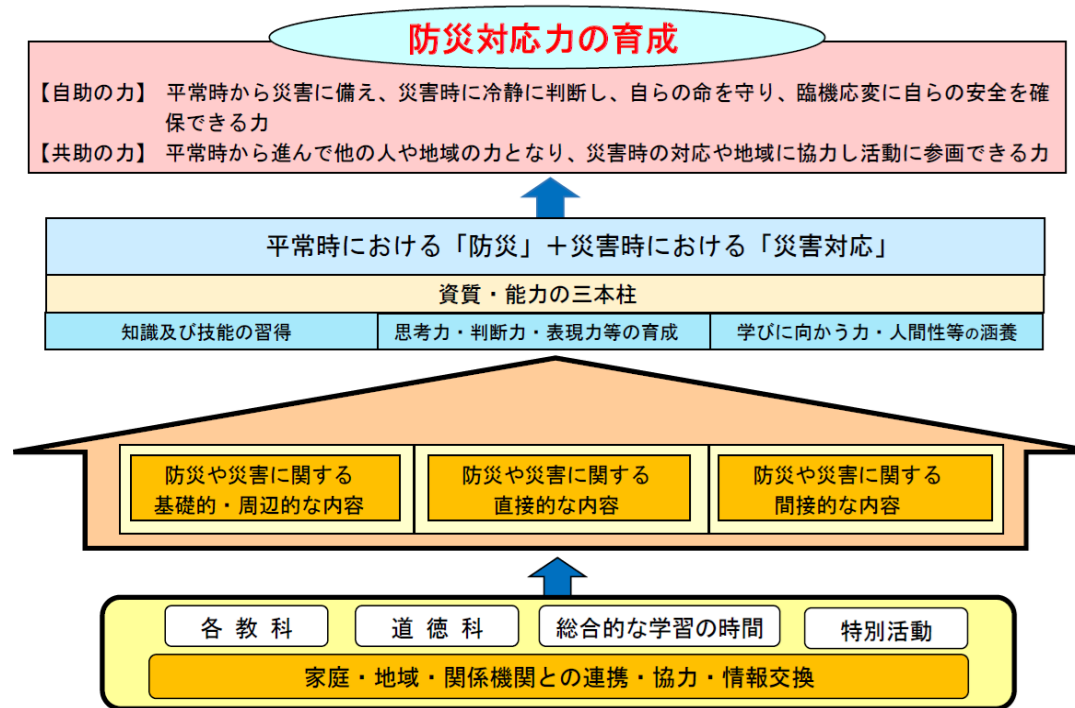 防災対応力の育成
【自助の力】 平常時から災害に備え、災害時に冷静に判断し、自らの命を守り、臨機応変に自らの安全を確
保できる力
【共助の力】 平常時から進んで他の人や地域の力となり、災害時の対応や地域に協力し活動に参画できる力
平常時における「防災」＋災害時における「災害対応」
資質・能力の三本柱
知識及び技能の習得
思考力・判断力・表現力等の育成
学びに向かう力・人間性等の涵養
防災や災害に関する
基礎的・周辺的な内容
防災や災害に関する
直接的な内容
防災や災害に関する
間接的な内容
各 教 科
道 徳 科
総合的な学習の時間
特別活動
家庭・地域・関係機関との連携・協力・情報交換